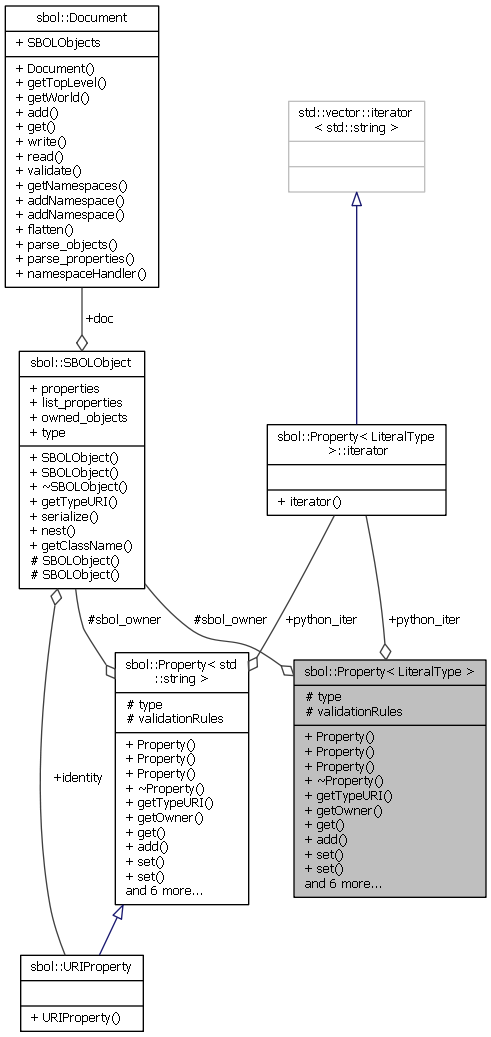 sbol::Document
+ SBOLObjects
+ Document()
+ getTopLevel()
+ getWorld()
+ add()
+ get()
+ write()
+ read()
+ validate()
+ getNamespaces()
+ addNamespace()
+ addNamespace()
+ flatten()
+ parse_objects()
+ parse_properties()
+ namespaceHandler()
std::vector::iterator
< std::string >
+doc
sbol::SBOLObject
+ properties
+ list_properties
+ owned_objects
+ type
+ SBOLObject()
+ SBOLObject()
+ ~SBOLObject()
+ getTypeURI()
+ serialize()
+ nest()
+ getClassName()
# SBOLObject()
# SBOLObject()
sbol::Property< LiteralType
>::iterator
+ iterator()
#sbol_owner
#sbol_owner
+python_iter
+python_iter
sbol::Property< std
::string >
# type
# validationRules
+ Property()
+ Property()
+ Property()
+ ~Property()
+ getTypeURI()
+ getOwner()
+ get()
+ add()
+ set()
+ set()
and 6 more...
sbol::Property< LiteralType >
# type
# validationRules
+ Property()
+ Property()
+ Property()
+ ~Property()
+ getTypeURI()
+ getOwner()
+ get()
+ add()
+ set()
+ set()
and 6 more...
+identity
sbol::URIProperty
+ URIProperty()